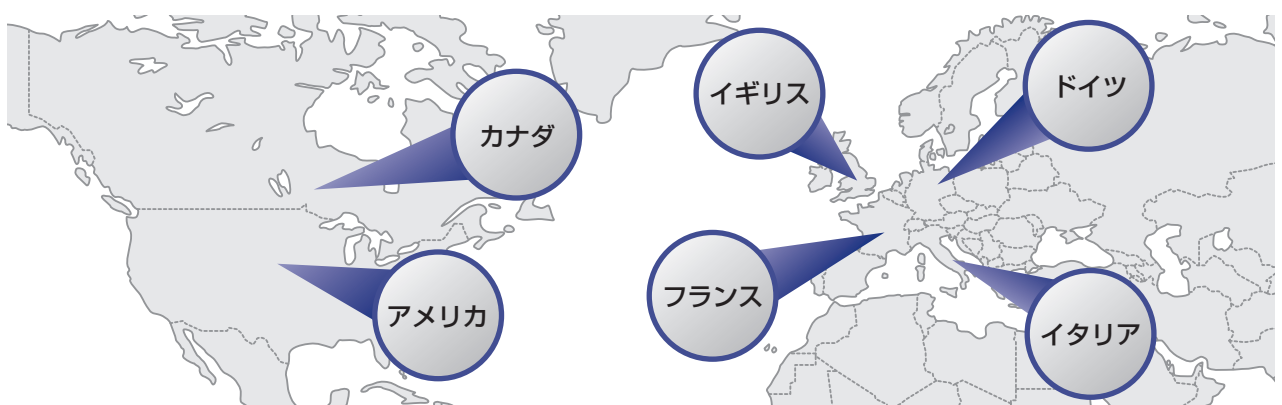 カナダ
アメリカ
イギリス
フランス
ドイツ
イタリア